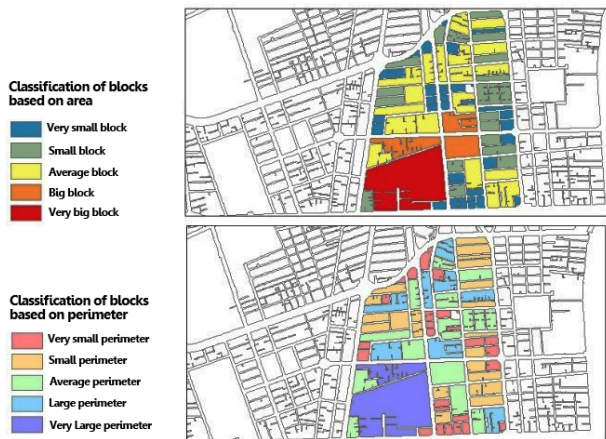 Classification of blocks
based on area
Very small block
Small block
Average block
Big block
Very big block
Classification of blocks
based on perimeter
Very small perimeter
Small perimeter
Average perimeter
Large perimeter
Very Large perimeter